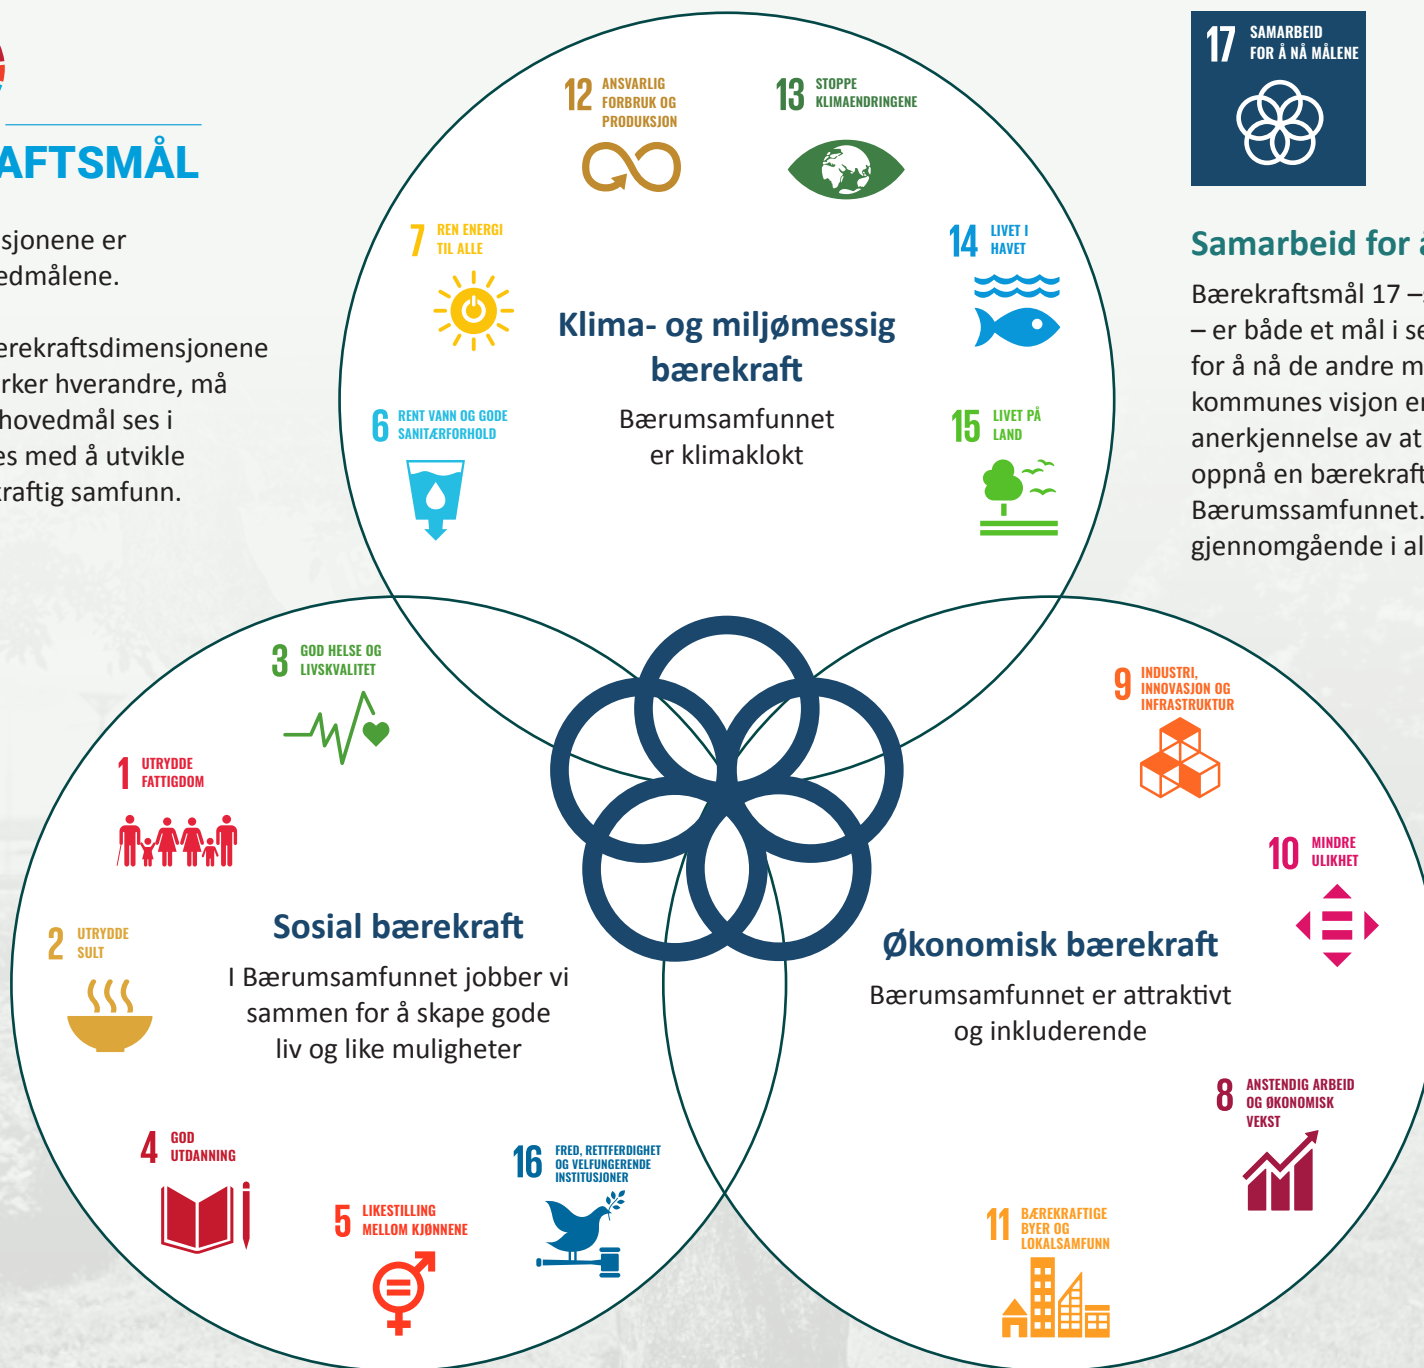 AFTSMÅL
sjonene er
edmålene.
erekraftsdimensjonene
rker hverandre, må
hovedmål ses i
es med å utvikle
kraftig samfunn.
12 ANSVARLIG
FORBRUK OG
PRODUKSJON
13 STOPPE
KLIMAENDRINGENE
7 REN ENERGI
TIL ALLE
14 LIVET I
HAVET
Klima- og miljømessig
bærekraft
Bærumsamfunnet
er klimaklokt
6 RENT VANN OG GODE
SANITÆRFORHOLD
15 LIVET PÅ
LAND
17 SAMARBEID
FOR Å NÅ MÅLENE
Samarbeid for å
Bærekraftsmål 17 –s
– er både et mål i se
for å nå de andre m
kommunes visjon er
anerkjennelse av at
oppnå en bærekraft
Bærumssamfunnet.
gjennomgående i al
3 GOD HELSE OG
LIVSKVALITET
1 UTRYDDE
FATTIGDOM
2 UTRYDDE
SULT
Sosial bærekraft
I Bærumsamfunnet jobber vi
sammen for å skape gode
liv og like muligheter
4 GOD
UTDANNING
5 LIKESTILLING
MELLOM KJØNNENE
16 FRED, RETTFERDIGHET
OG VELFUNGERENDE
INSTITUSJONER
9 INDUSTRI,
INNOVASJON OG
INFRASTRUKTUR
10 MINDRE
ULIKHET
Økonomisk bærekraft
Bærumsamfunnet er attraktivt
og inkluderende
8 ANSTENDIG ARBEID
OG ØKONOMISK
VEKST
11 BÆREKRAFTIGE
BYER OG
LOKALSAMFUNN